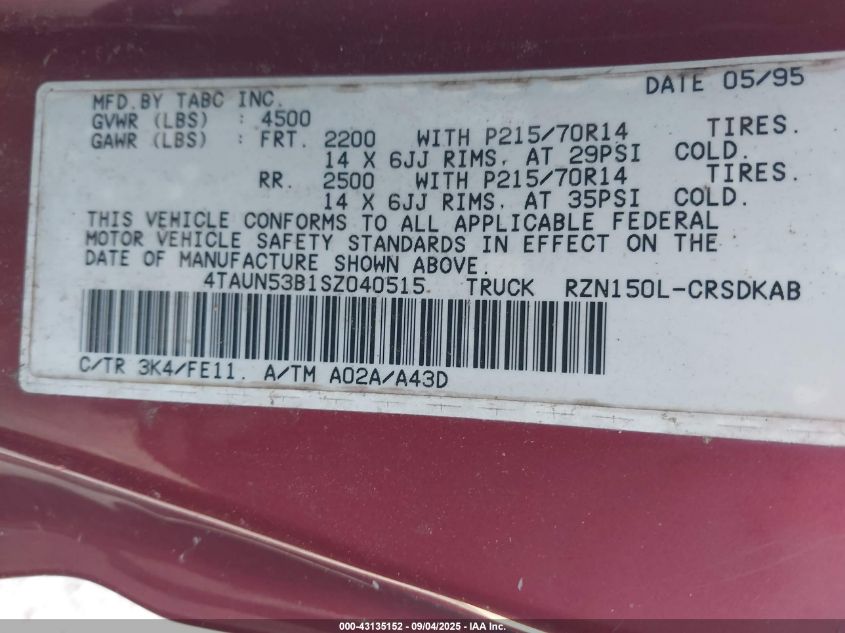 DATE 05/95
MFD.BY TABC INC.
GVWR (LBS) : 4500
GAWR (LBS) : FRT. 2200 WITH P215/70R14 TIRES.
14 X 6JJ RIMS, AT 29PSI COLD.
RR. 2500 WITH P215/70R14 TIRES.
14 X 6JJ RIMS, AT 35PSI COLD.
THIS VEHICLE CONFORMS TO ALL APPLICABLE FEDERAL
MOTOR VEHICLE SAFETY STANDARDS IN EFFECT ON THE
DATE OF MANUFACTURE SHOWN ABOVE.
4TAUN53B1SZ040515 TRUCK RZN150L-CRSDKAB
C/TR 3K4/FE11. A/TM A02A/A43D
000-43135152 - 09/04/2025 - IAA Inc.